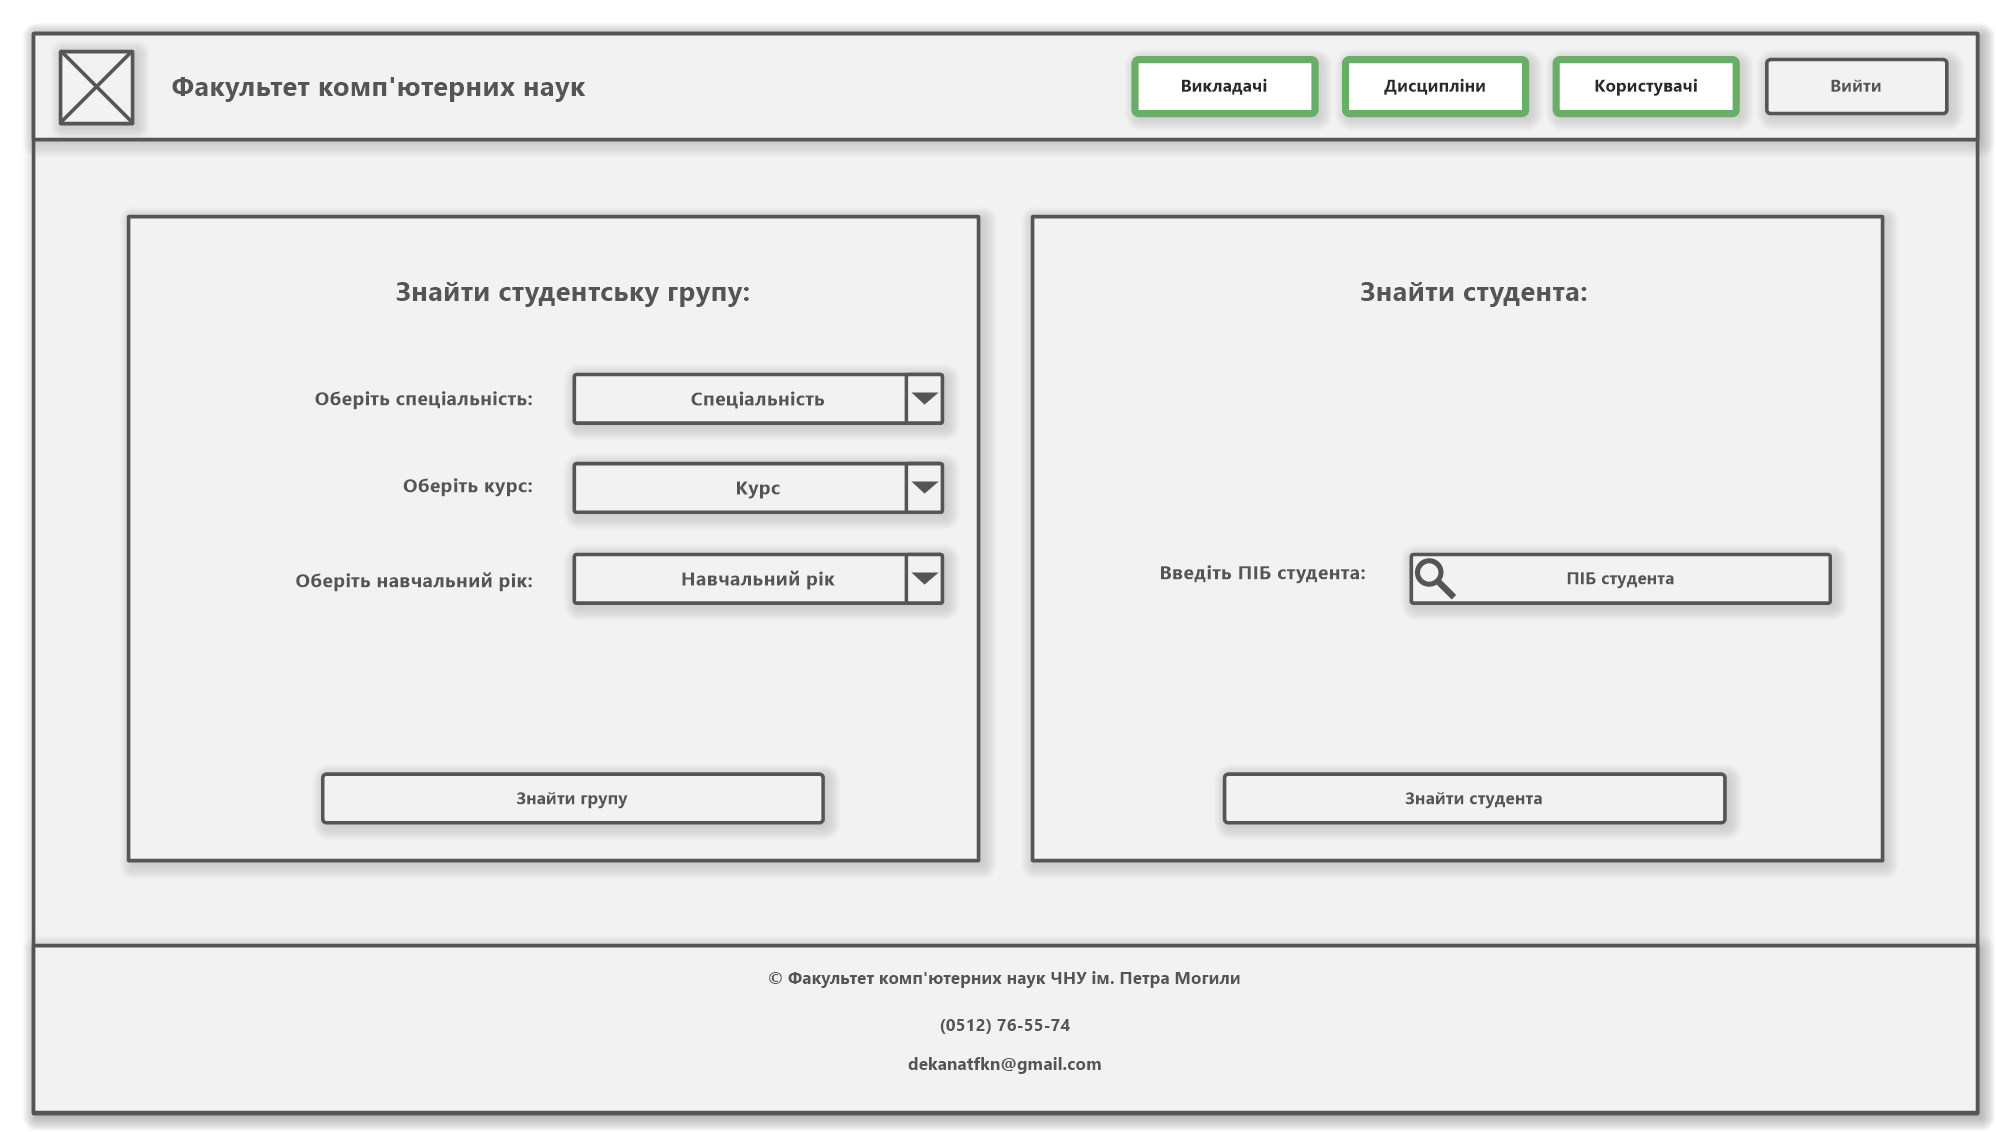 Факультет комп'ютерних наук
Викладачі
Дисципліни
Користувачі
Вийти
Знайти студентську групу:
Оберіть спеціальність:
Спеціальність
Оберіть курс:
Курс
Оберіть навчальний рік:
Навчальний рік
Знайти групу
Знайти студента:
Введіть ПІБ студента:
ПІБ студента
Знайти студента
© Факультет комп'ютерних наук ЧНУ ім. Петра Могили
(0512) 76-55-74
dekanatfkn@gmail.com